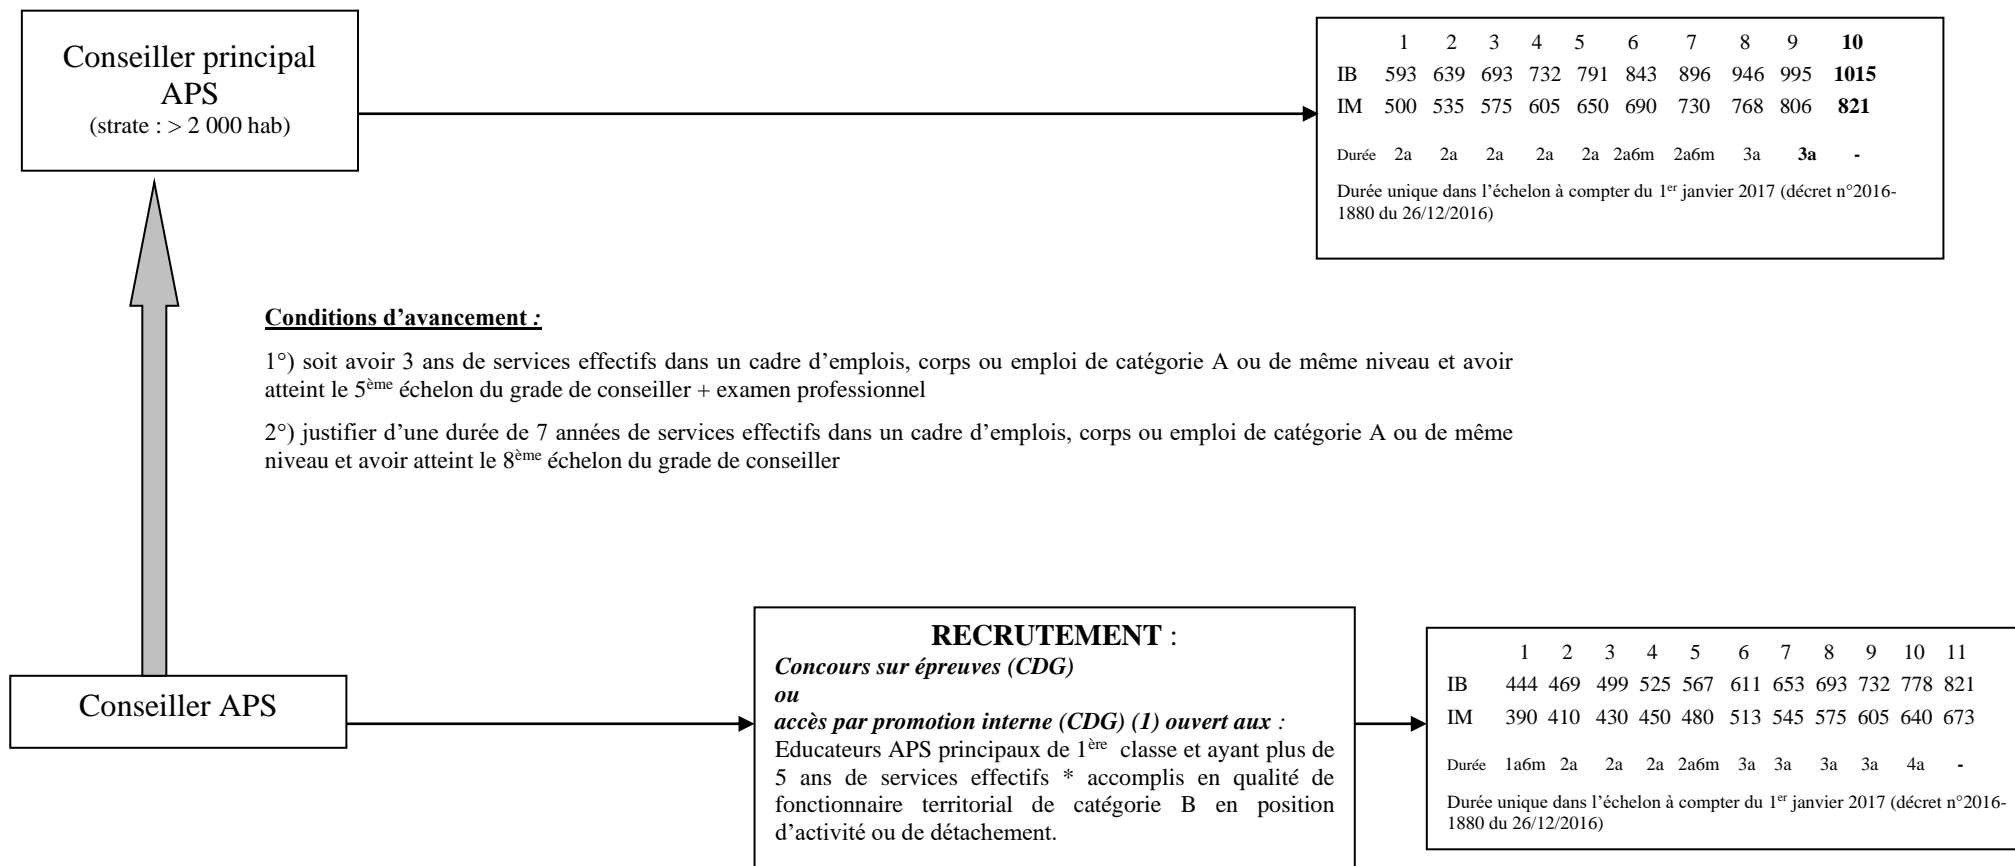 Conseiller principal
APS
(strate : > 2 000 hab)
1 2 3 4 5 6 7 8 9 10
IB 593 639 693 732 791 843 896 946 995 1015
IM 500 535 575 605 650 690 730 768 806 821
Durée 2a 2a 2a 2a 2a 2a6m 2a6m 3a 3a -
Durée unique dans l’échelon à compter du 1er janvier 2017 (décret n°2016-
1880 du 26/12/2016)
Conditions d’avancement :
1°) soit avoir 3 ans de services effectifs dans un cadre d’emplois, corps ou emploi de catégorie A ou de même niveau et avoir
atteint le 5ème échelon du grade de conseiller + examen professionnel
2°) justifier d’une durée de 7 années de services effectifs dans un cadre d’emplois, corps ou emploi de catégorie A ou de même
niveau et avoir atteint le 8ème échelon du grade de conseiller
Conseiller APS
RECRUTEMENT :
Concours sur épreuves (CDG)
ou
accès par promotion interne (CDG) (1) ouvert aux :
Educateurs APS principaux de 1ère classe et ayant plus de
5 ans de services effectifs * accomplis en qualité de
fonctionnaire territorial de catégorie B en position
d’activité ou de détachement.
1 2 3 4 5 6 7 8 9 10 11
IB 444 469 499 525 567 611 653 693 732 778 821
IM 390 410 430 450 480 513 545 575 605 640 673
Durée 1a6m 2a 2a 2a 2a6m 3a 3a 3a 3a 4a -
Durée unique dans l’échelon à compter du 1er janvier 2017 (décret n°2016-
1880 du 26/12/2016)